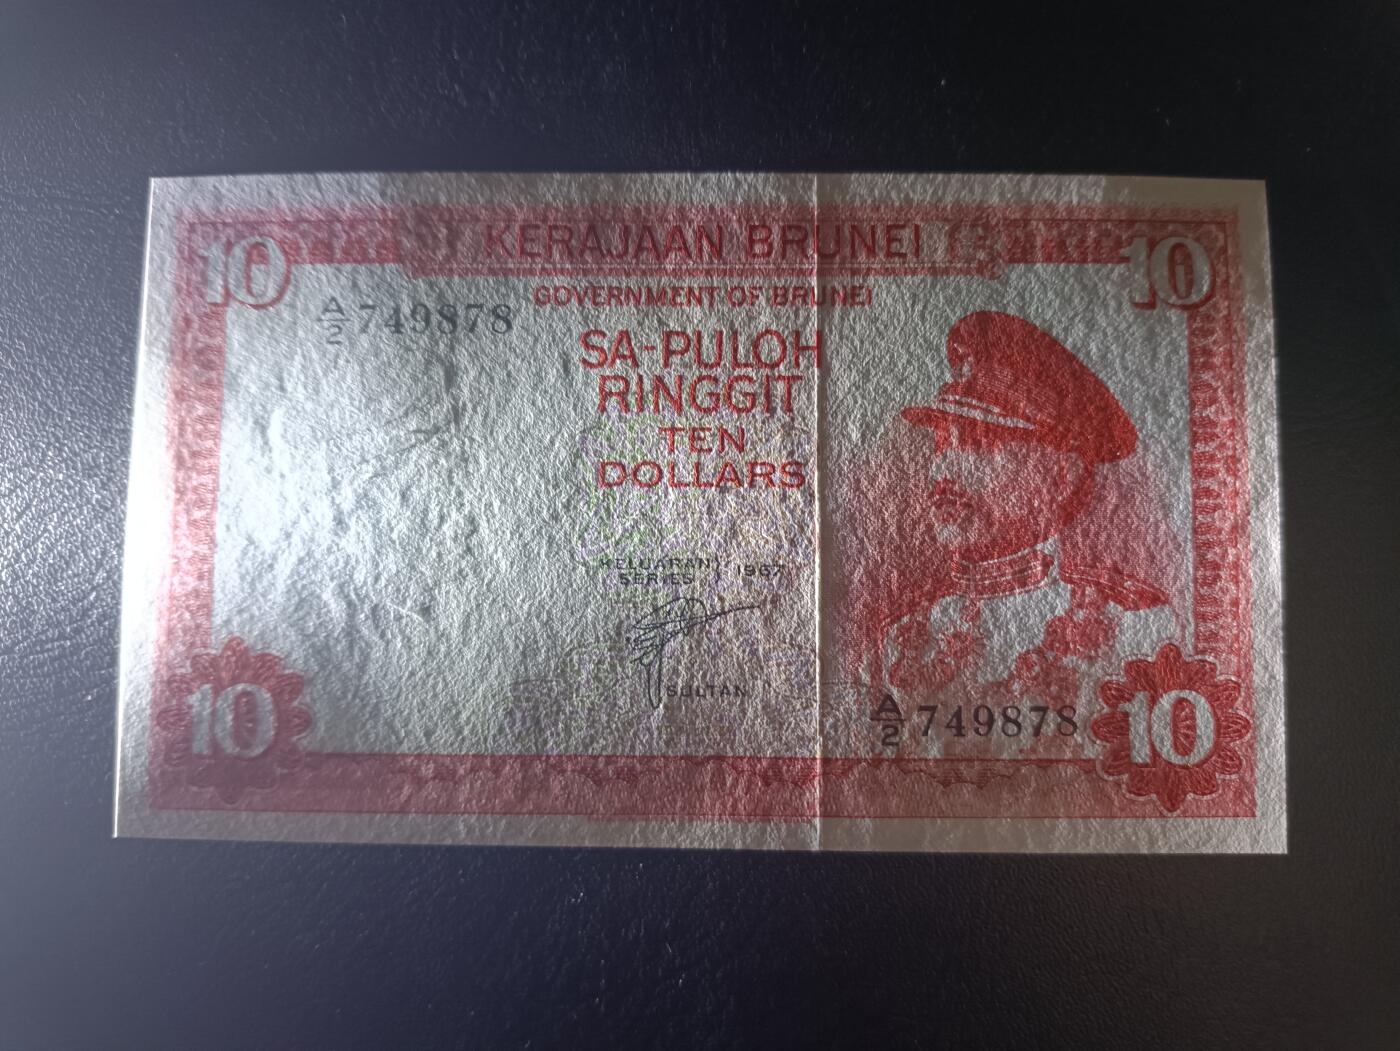 10 KERAJAAN BRUNEI 10
GOVERNMENT OF BRUNEI
A/2 749878
SA-PULOH
RINGGIT
TEN
DOLLARS
KELUARAN
SERIES
1967
SULTAN
A/2 749878
10 10